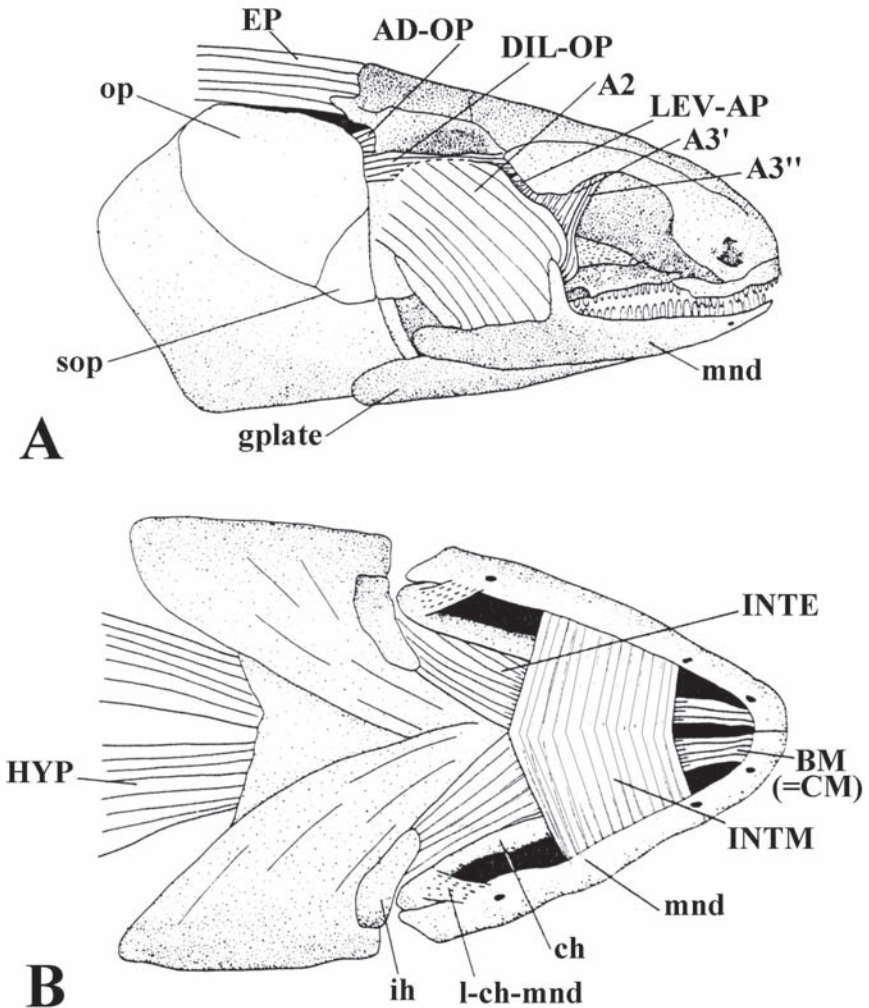 EP
AD-OP
DIL-OP
op
A2
LEV-AP
A3'
A3"
sop
mnd
gplate
A
INTE
HYP
BM
(=CM)
INTM
mnd
ch
ih
l-ch-mnd
B